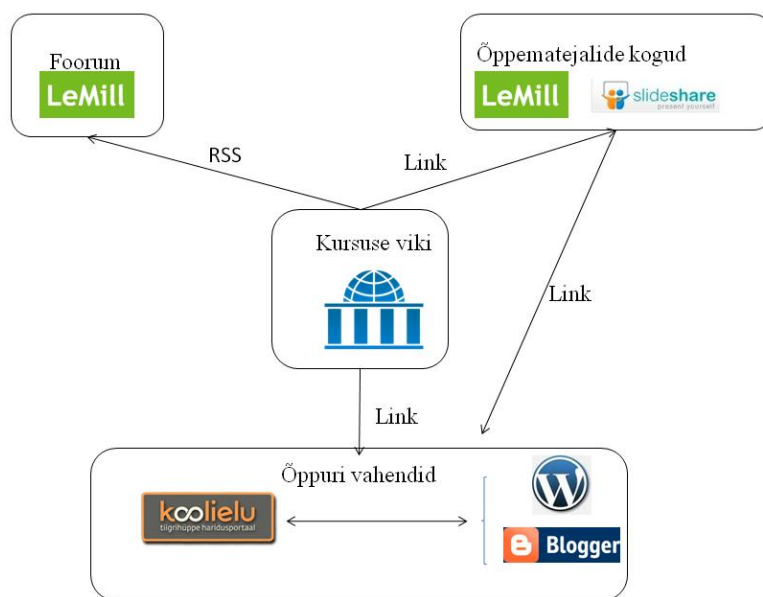 Foorum
LeMill
Õppematejalide kogud
LeMill
slideshare
present yourself
RSS
Link
Kursuse viki
Link
Link
Õppuri vahendid
koolielu
tiigrihüppe haridusportaal
W
Blogger